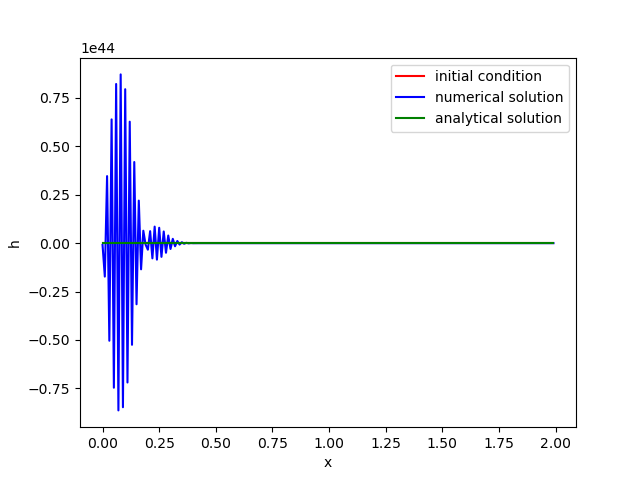 1e44
initial condition
numerical solution
analytical solution
0.75
0.50
0.25
0.00
−0.25
−0.50
−0.75
h
0.00 0.25 0.50 0.75 1.00 1.25 1.50 1.75 2.00
x